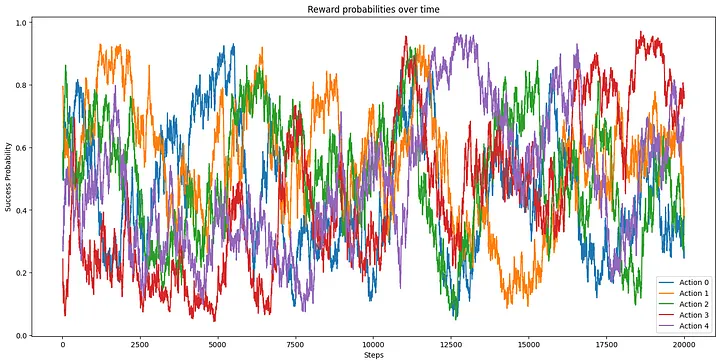 Reward probabilities over time
1.0
0.8
0.6
0.4
0.2
0.0
Success Probability
0
2500
5000
7500
10000
12500
15000
17500
20000
Steps
Action 0
Action 1
Action 2
Action 3
Action 4